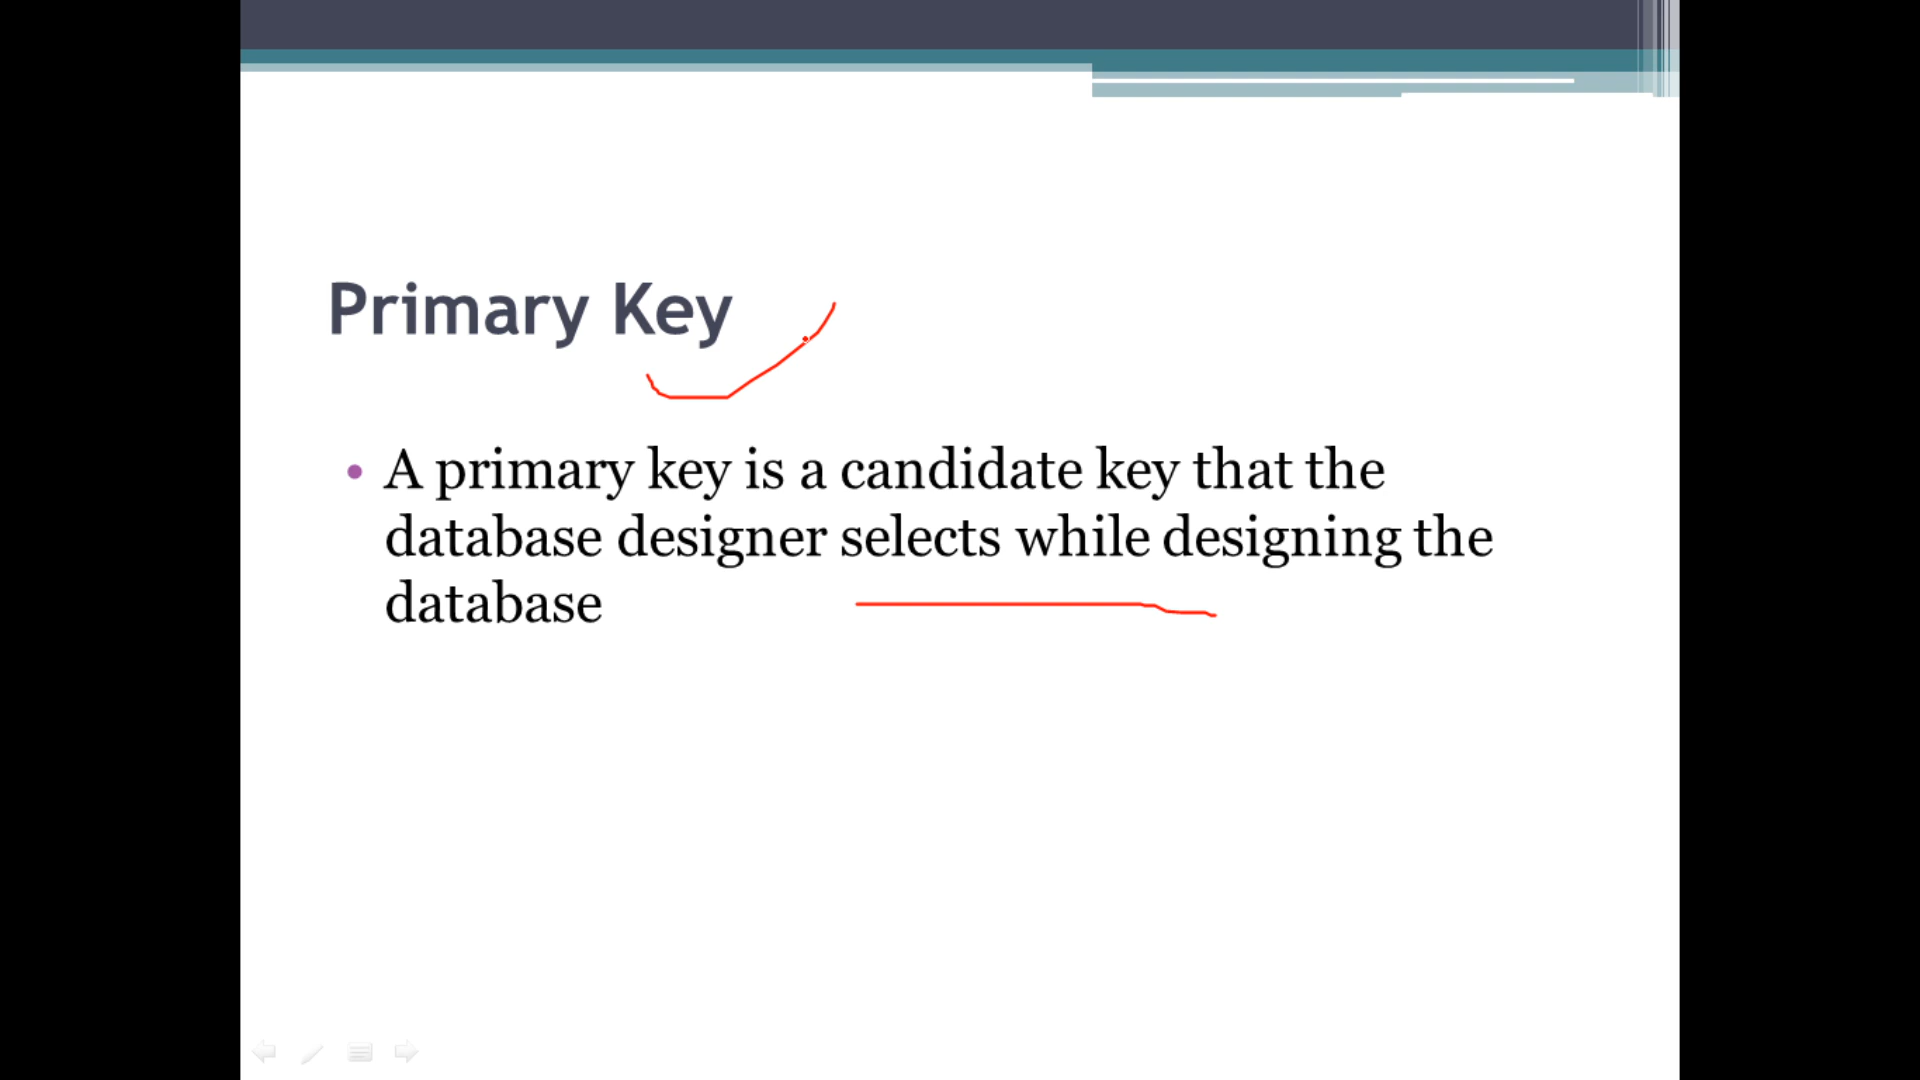 Primary Key
• A primary key is a candidate key that the
database designer selects while designing the
database